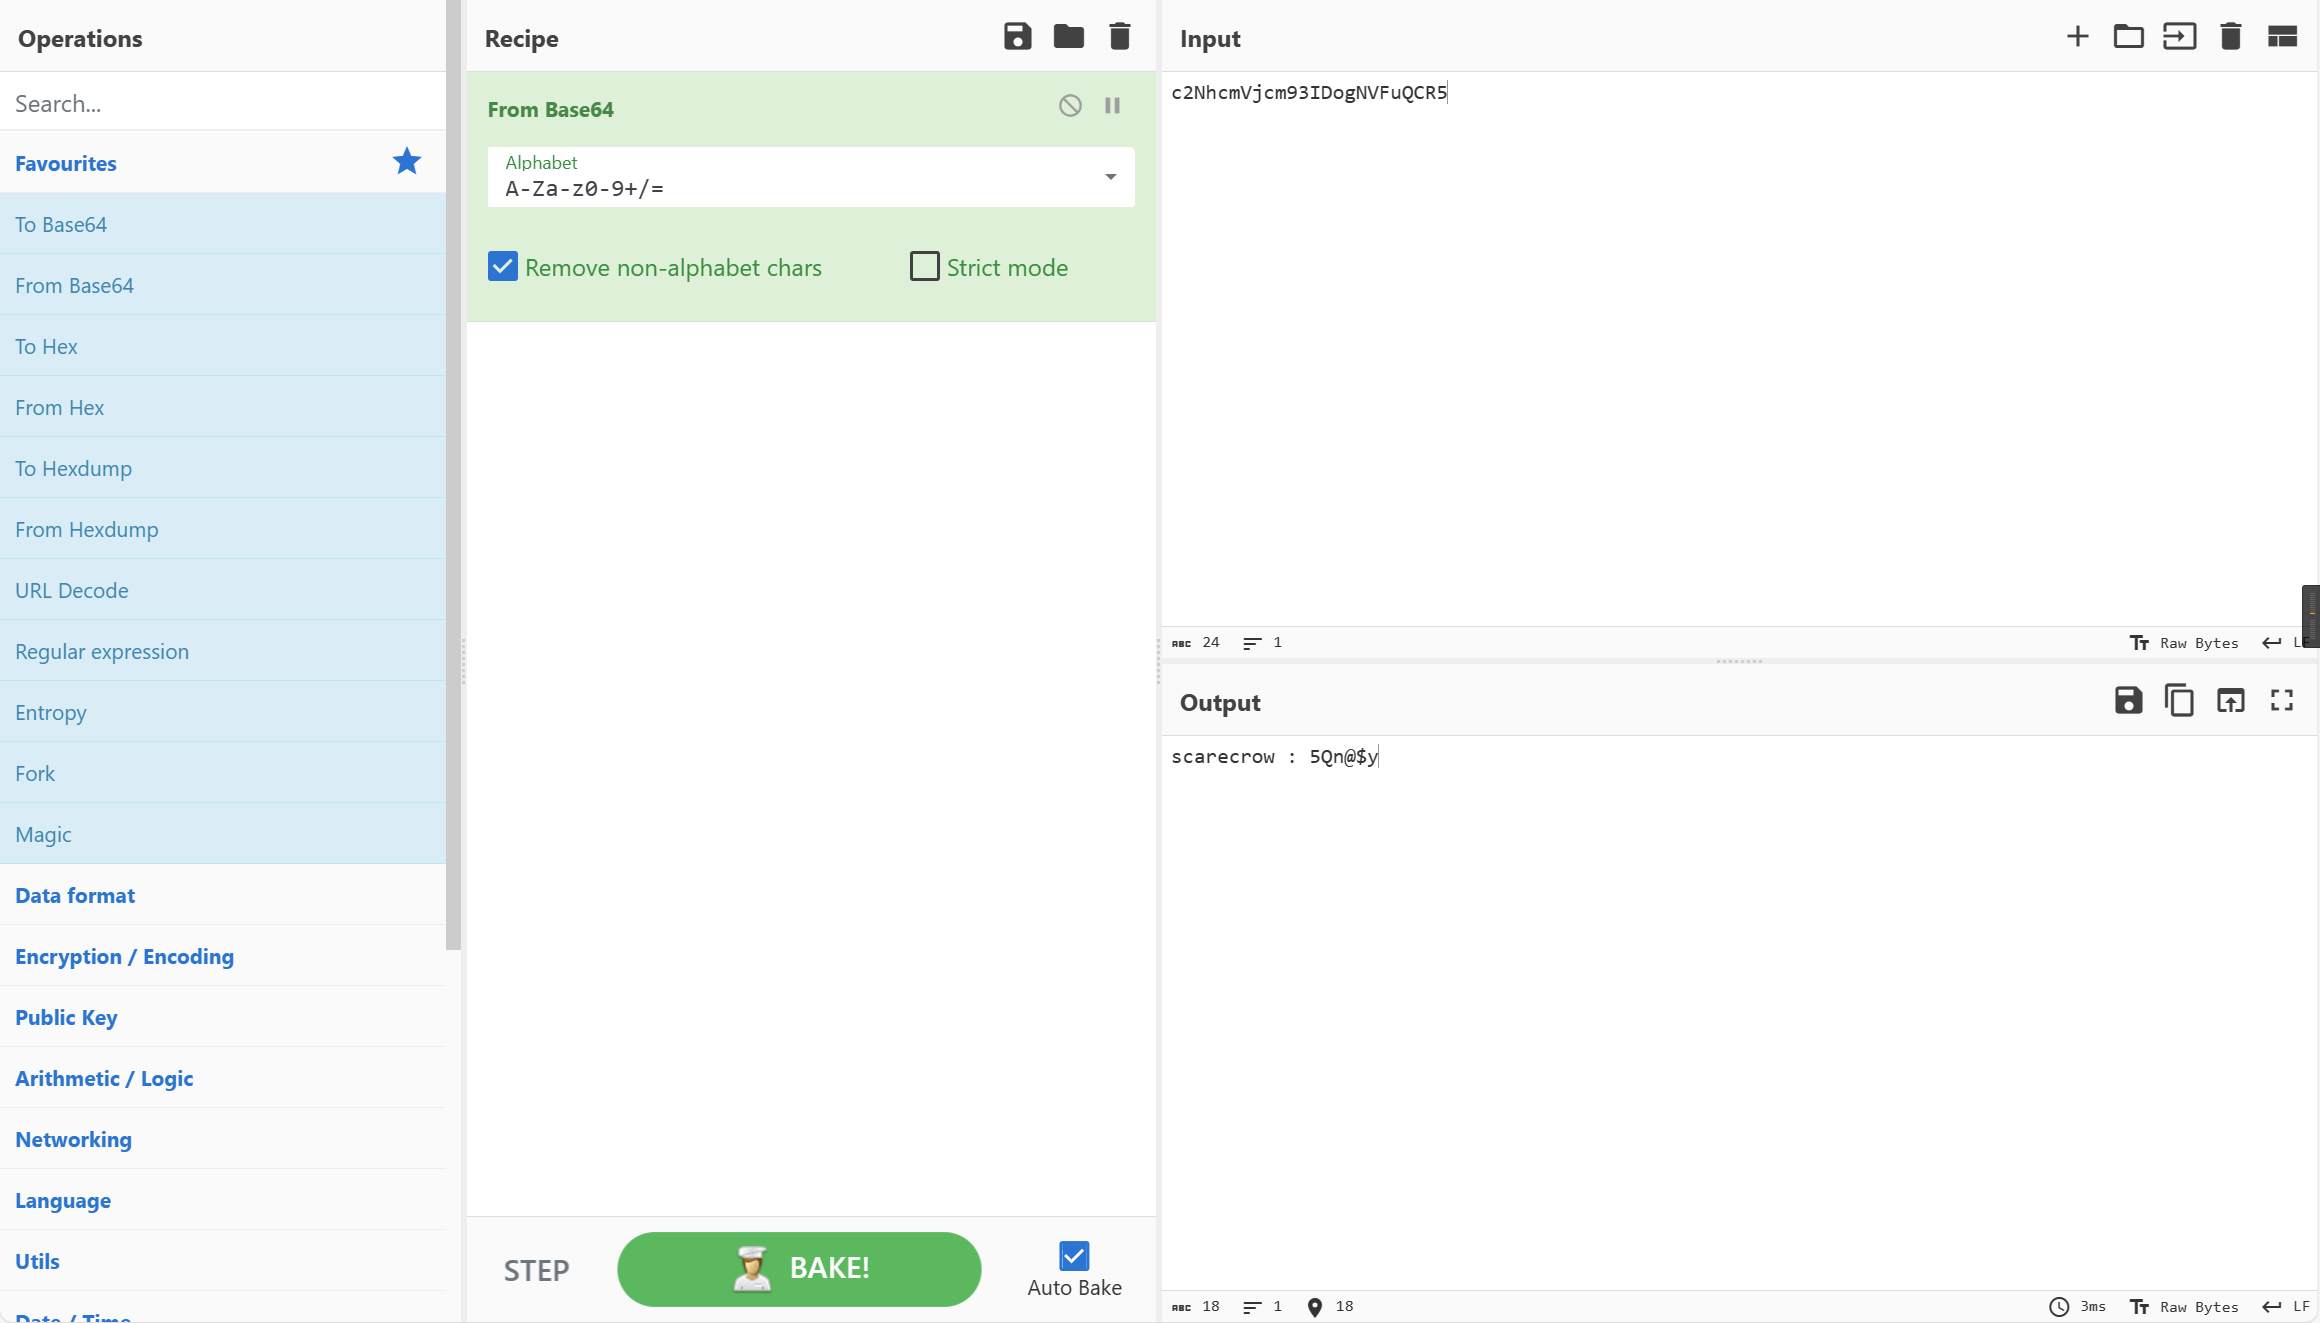 Operations
Search...
Favourites
To Base64
From Base64
To Hex
From Hex
To Hexdump
From Hexdump
URL Decode
Regular expression
Entropy
Fork
Magic
Data format
Encryption / Encoding
Public Key
Arithmetic / Logic
Networking
Language
Utils
Date / Time
Recipe
From Base64
Alphabet
A-Za-z0-9+/=
Remove non-alphabet chars
Strict mode
STEP
BAKE!
Auto Bake
Input
c2NhcmVjcm93IDogNVFuQCR5
ABC 24 1
Raw Bytes LF
Output
scarecrow : 5Qn@$y
ABC 18 1 18
3ms Raw Bytes LF